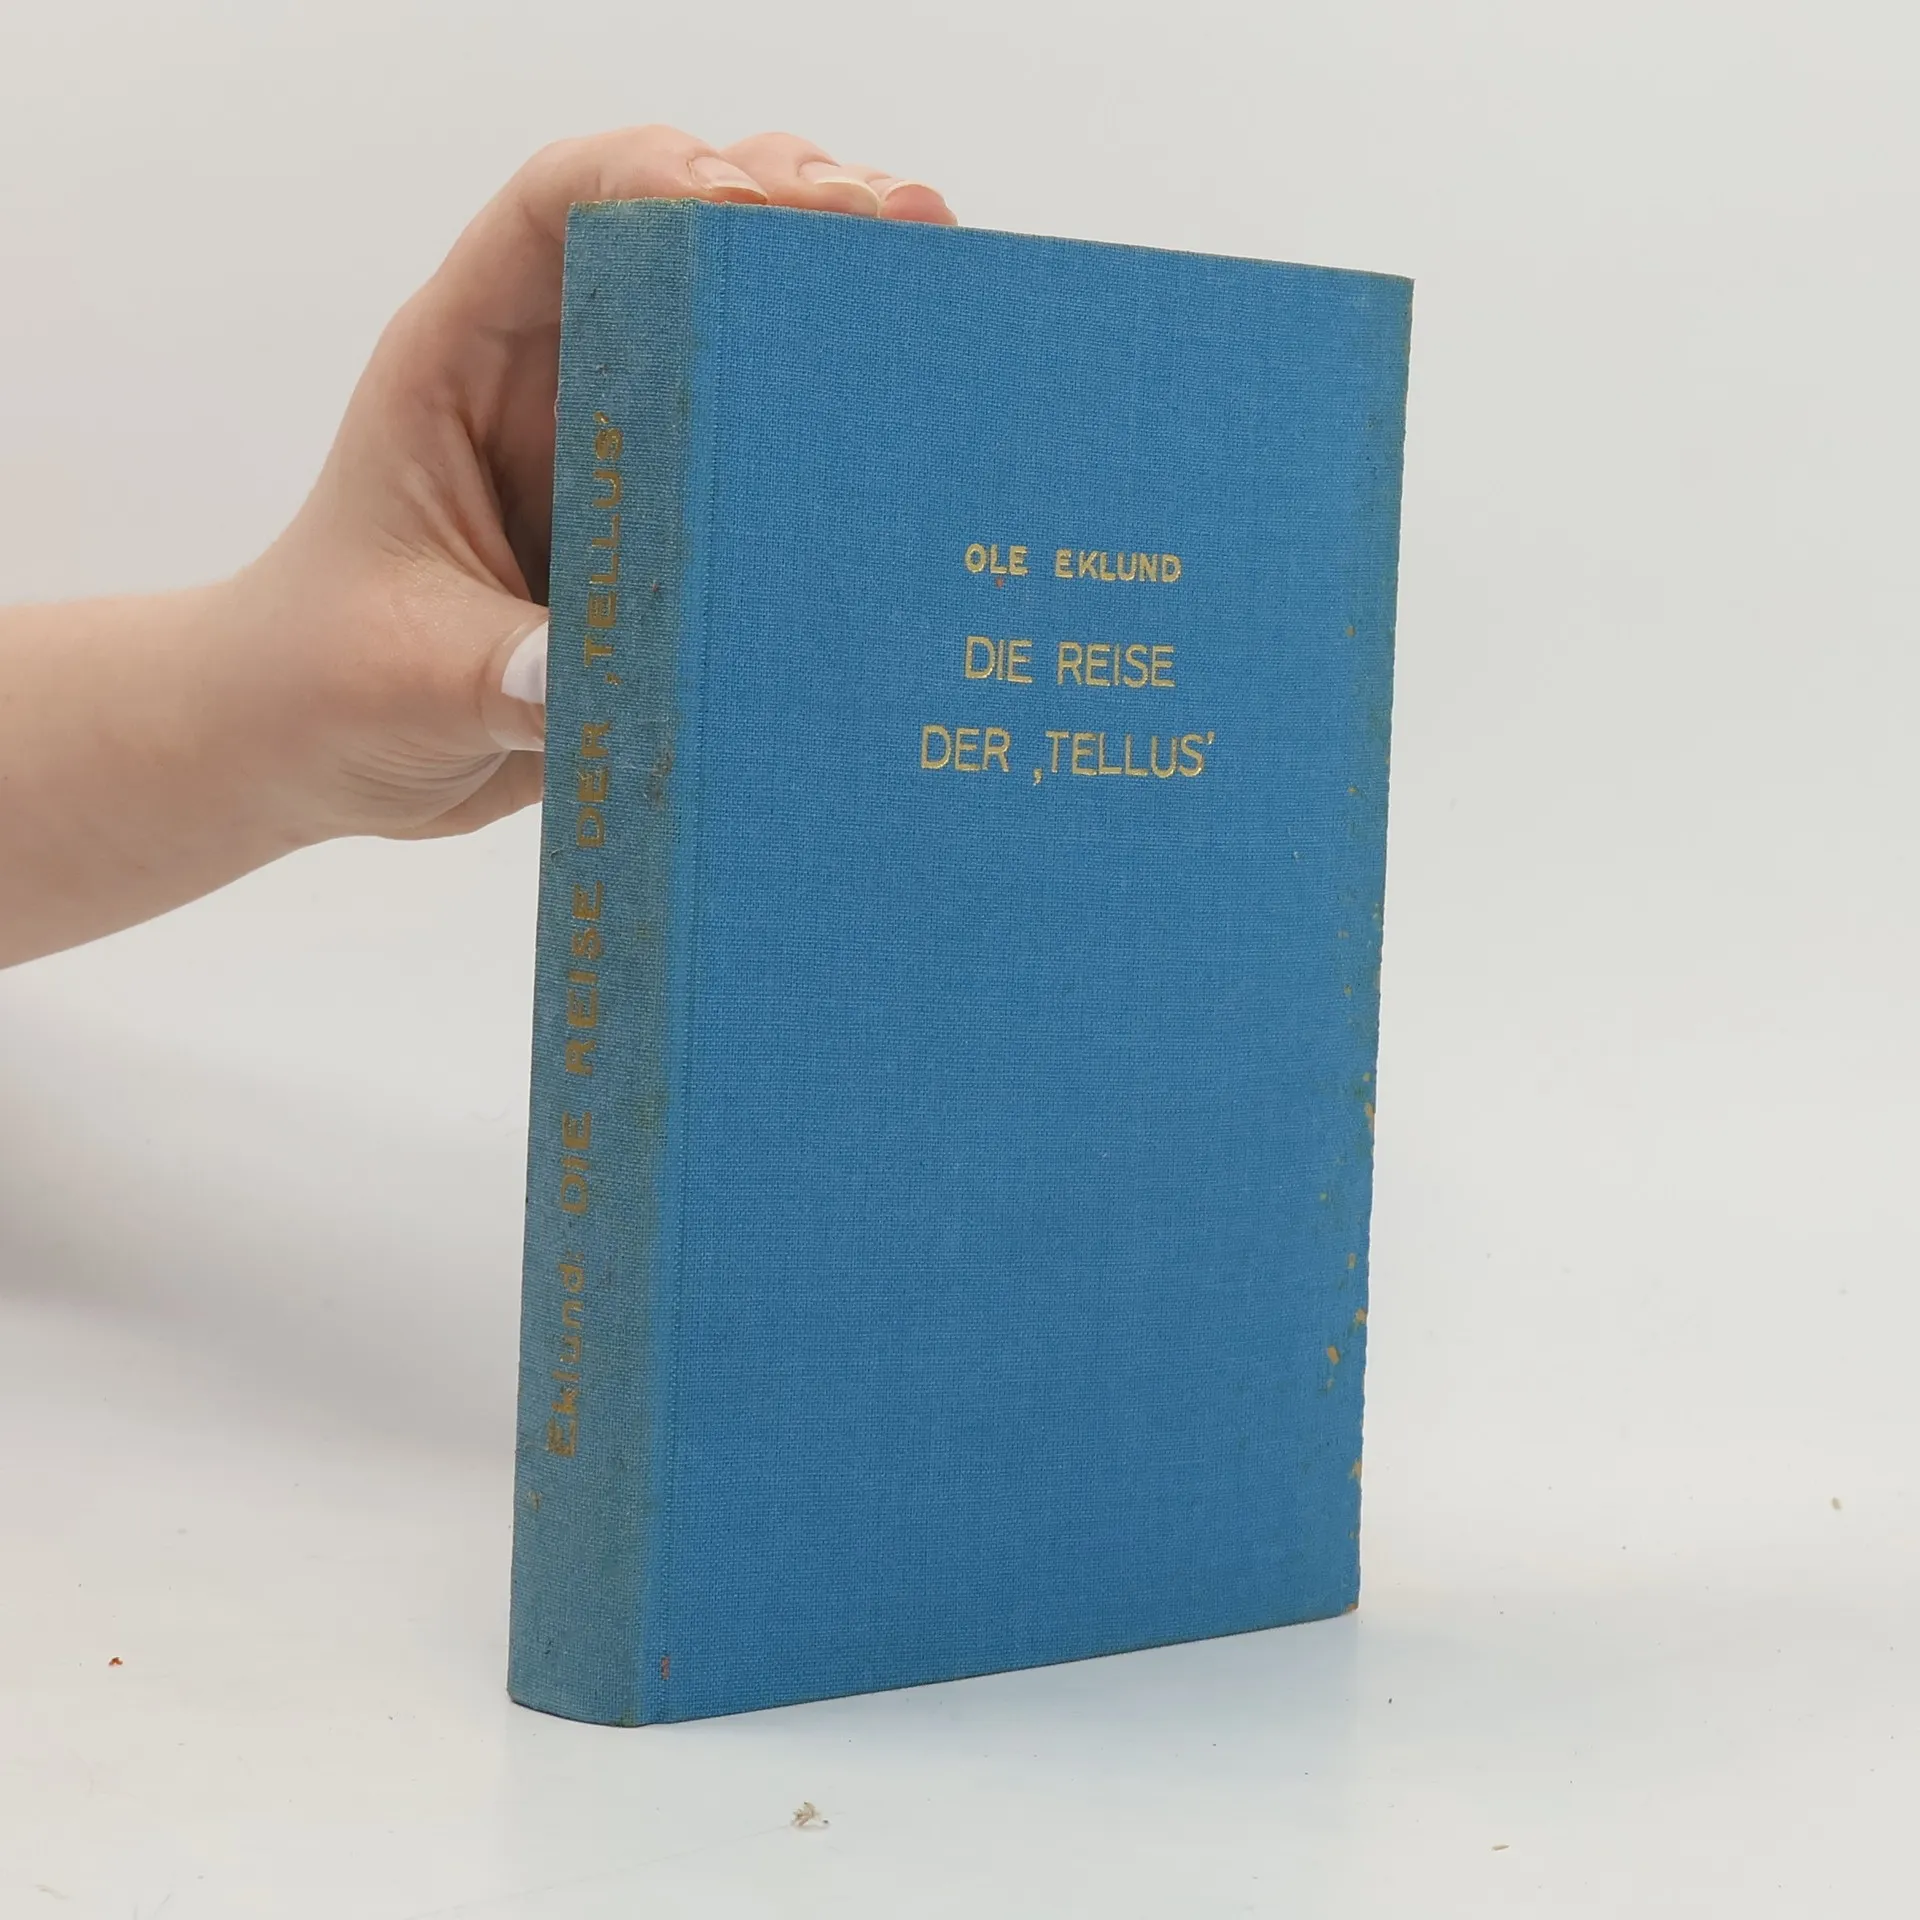 OLE EKLUND
DIE REISE
DER ‚TELLUS'
Eklund: DIE REISE DER ‚TELLUS'